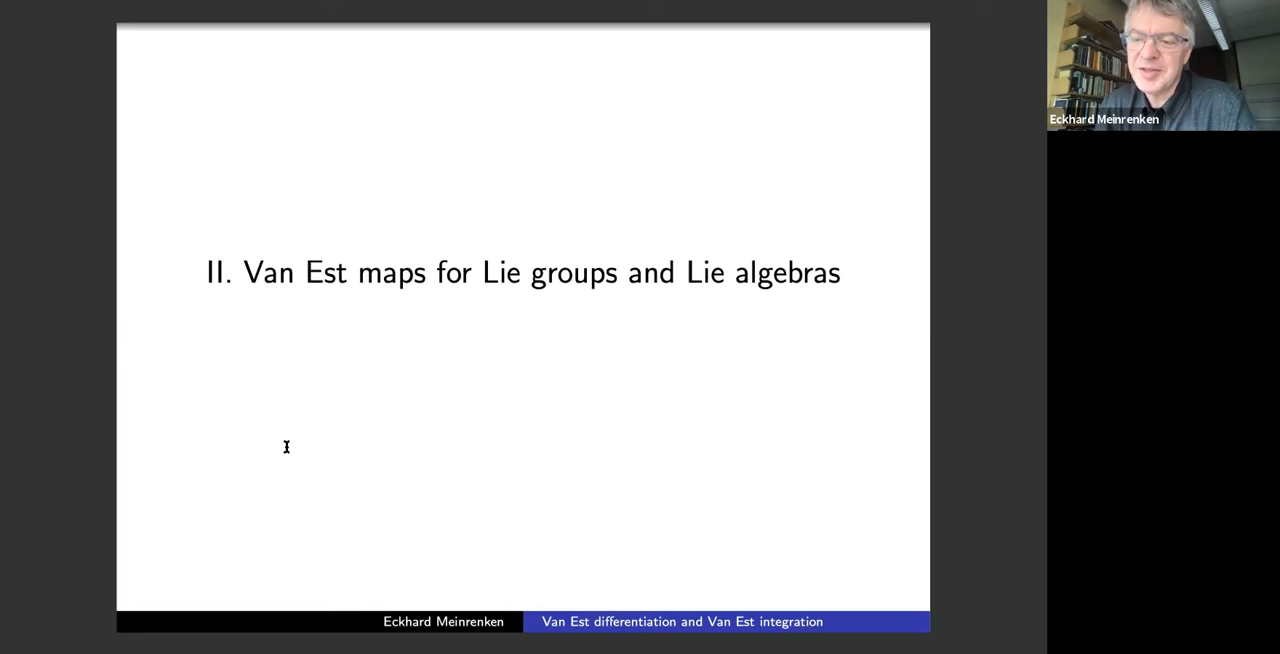 II. Van Est maps for Lie groups and Lie algebras
Eckhard Meinrenken
Van Est differentiation and Van Est integration
Eckhard Meinrenken